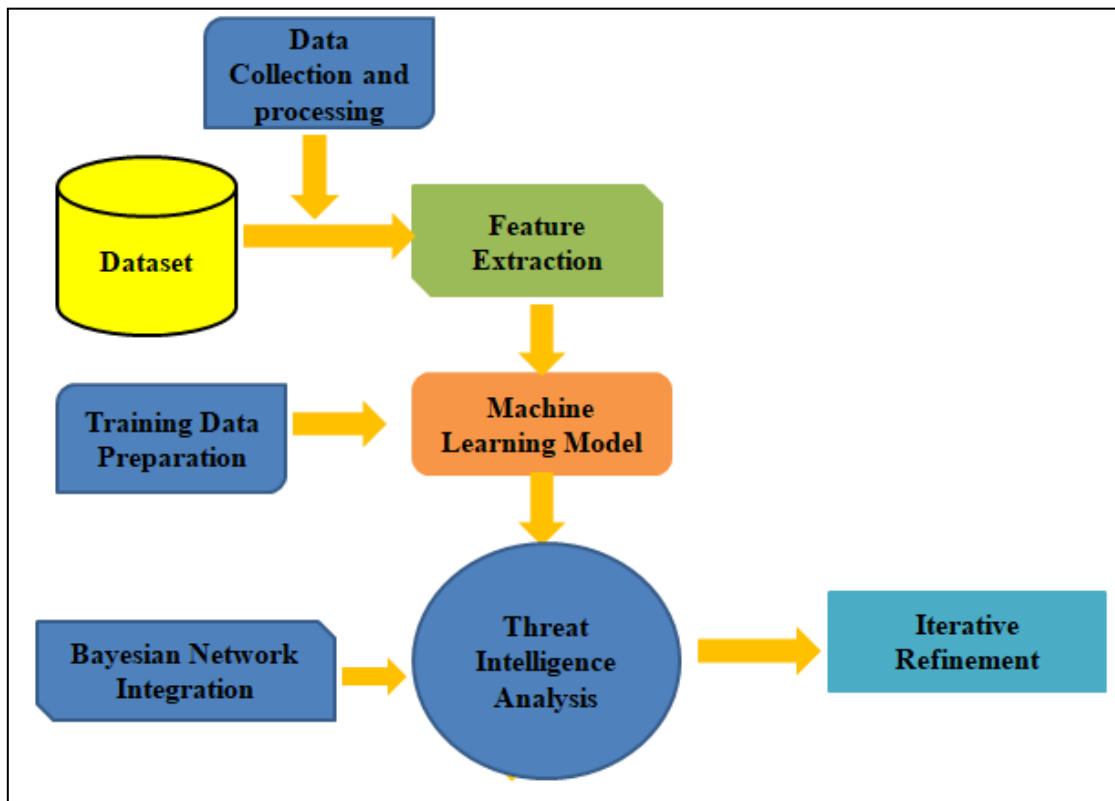 Data
Collection and
processing
Dataset
Feature
Extraction
Training Data
Preparation
Machine
Learning Model
Bayesian Network
Integration
Threat
Intelligence
Analysis
Iterative
Refinement